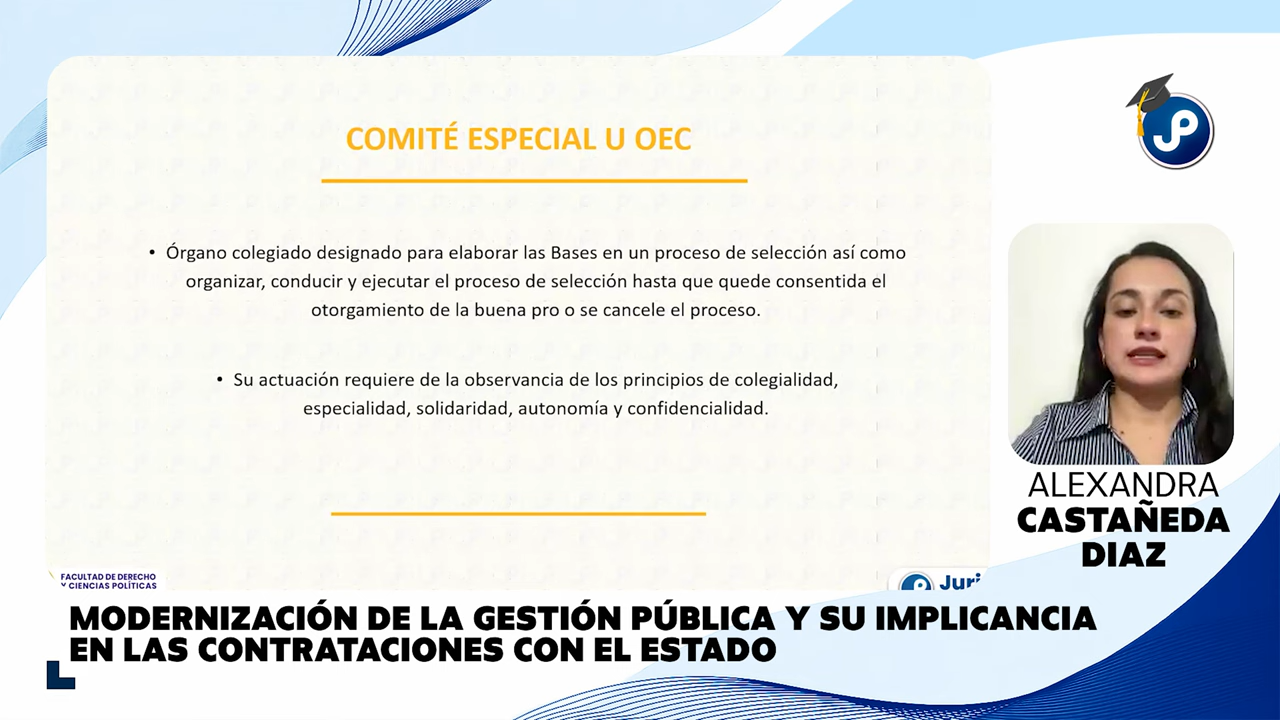 COMITÉ ESPECIAL U OEC
• Órgano colegiado designado para elaborar las Bases en un proceso de selección así como
organizar, conducir y ejecutar el proceso de selección hasta que quede consentida el
otorgamiento de la buena pro o se cancele el proceso.
• Su actuación requiere de la observancia de los principios de colegialidad,
especialidad, solidaridad, autonomía y confidencialidad.
JP
ALEXANDRA
CASTAÑEDA
DIAZ
FACULTAD DE DERECHO
Y CIENCIAS POLÍTICAS
Juri
MODERNIZACIÓN DE LA GESTIÓN PÚBLICA Y SU IMPLICANCIA
EN LAS CONTRATACIONES CON EL ESTADO